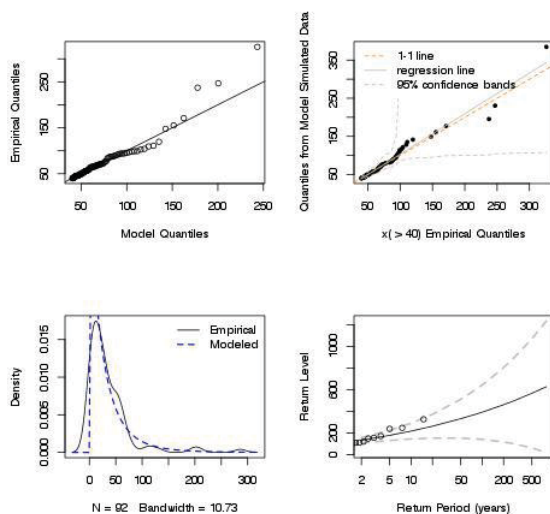 Empirical Quantiles
50 150 250
50 100 150 200 250
Model Quantiles
Quantiles from Model Simulated Data
50 150 250 350
1-1 line
regression line
95% confidence bands
50 100 150 200 250 300
x( > 40) Empirical Quantiles
Density
0.000 0.005 0.010 0.015
Empirical
Modeled
0 50 100 200 300
N = 92 Bandwidth = 10.73
Return Level
0 200 600 1000
2 5 10 50 200 500
Return Period (years)